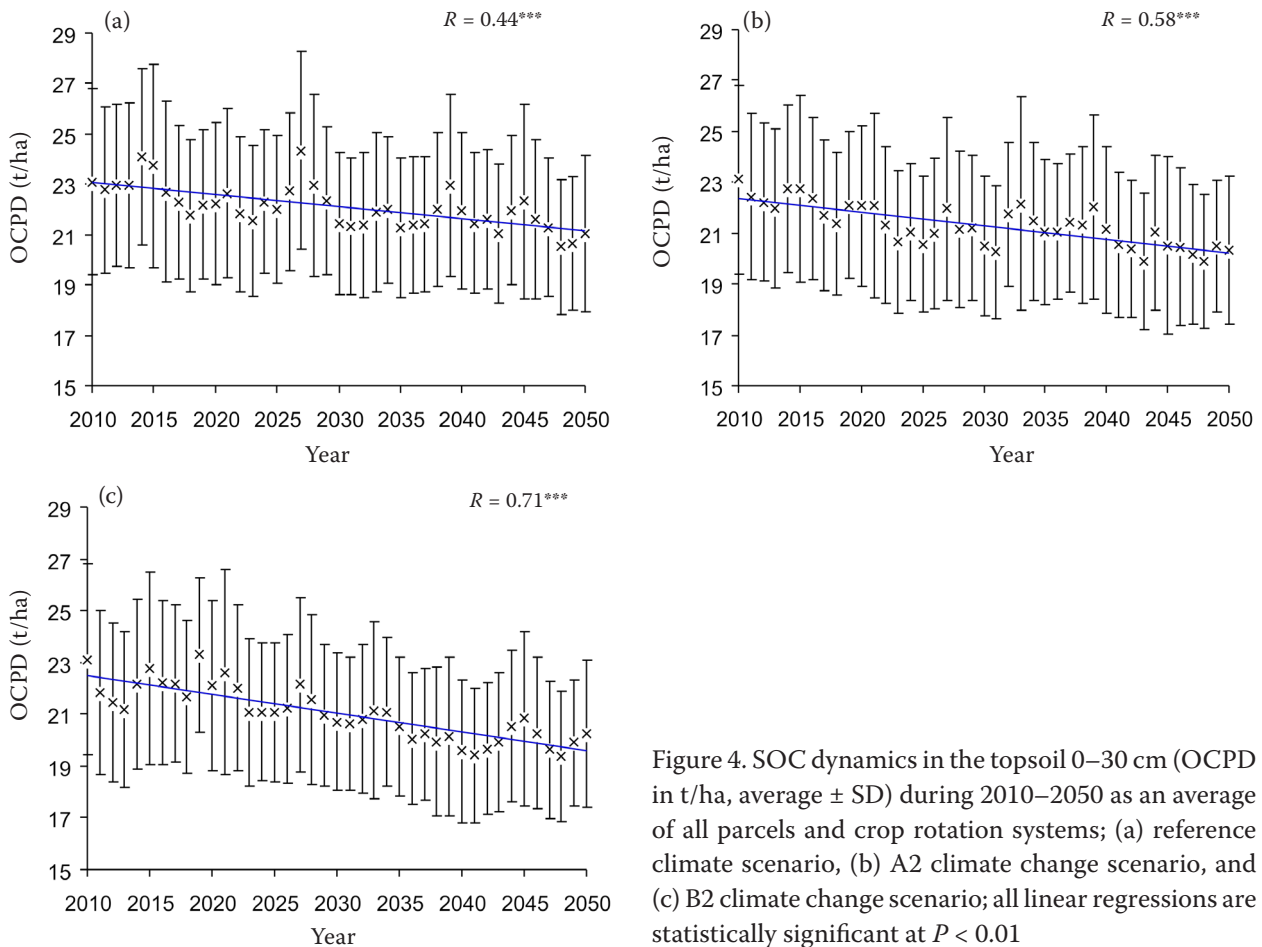 (a)
R = 0.44***
29
27
25
23
21
19
17
15
OCPD (t/ha)
2010 2015 2020 2025 2030 2035 2040 2045 2050
Year
(b)
R = 0.58***
29
27
25
23
21
19
17
15
OCPD (t/ha)
2010 2015 2020 2025 2030 2035 2040 2045 2050
Year
(c)
R = 0.71***
29
27
25
23
21
19
17
15
OCPD (t/ha)
2010 2015 2020 2025 2030 2035 2040 2045 2050
Year
Figure 4. SOC dynamics in the topsoil 0–30 cm (OCPD
in t/ha, average ± SD) during 2010–2050 as an average
of all parcels and crop rotation systems; (a) reference
climate scenario, (b) A2 climate change scenario, and
(c) B2 climate change scenario; all linear regressions are
statistically significant at P < 0.01